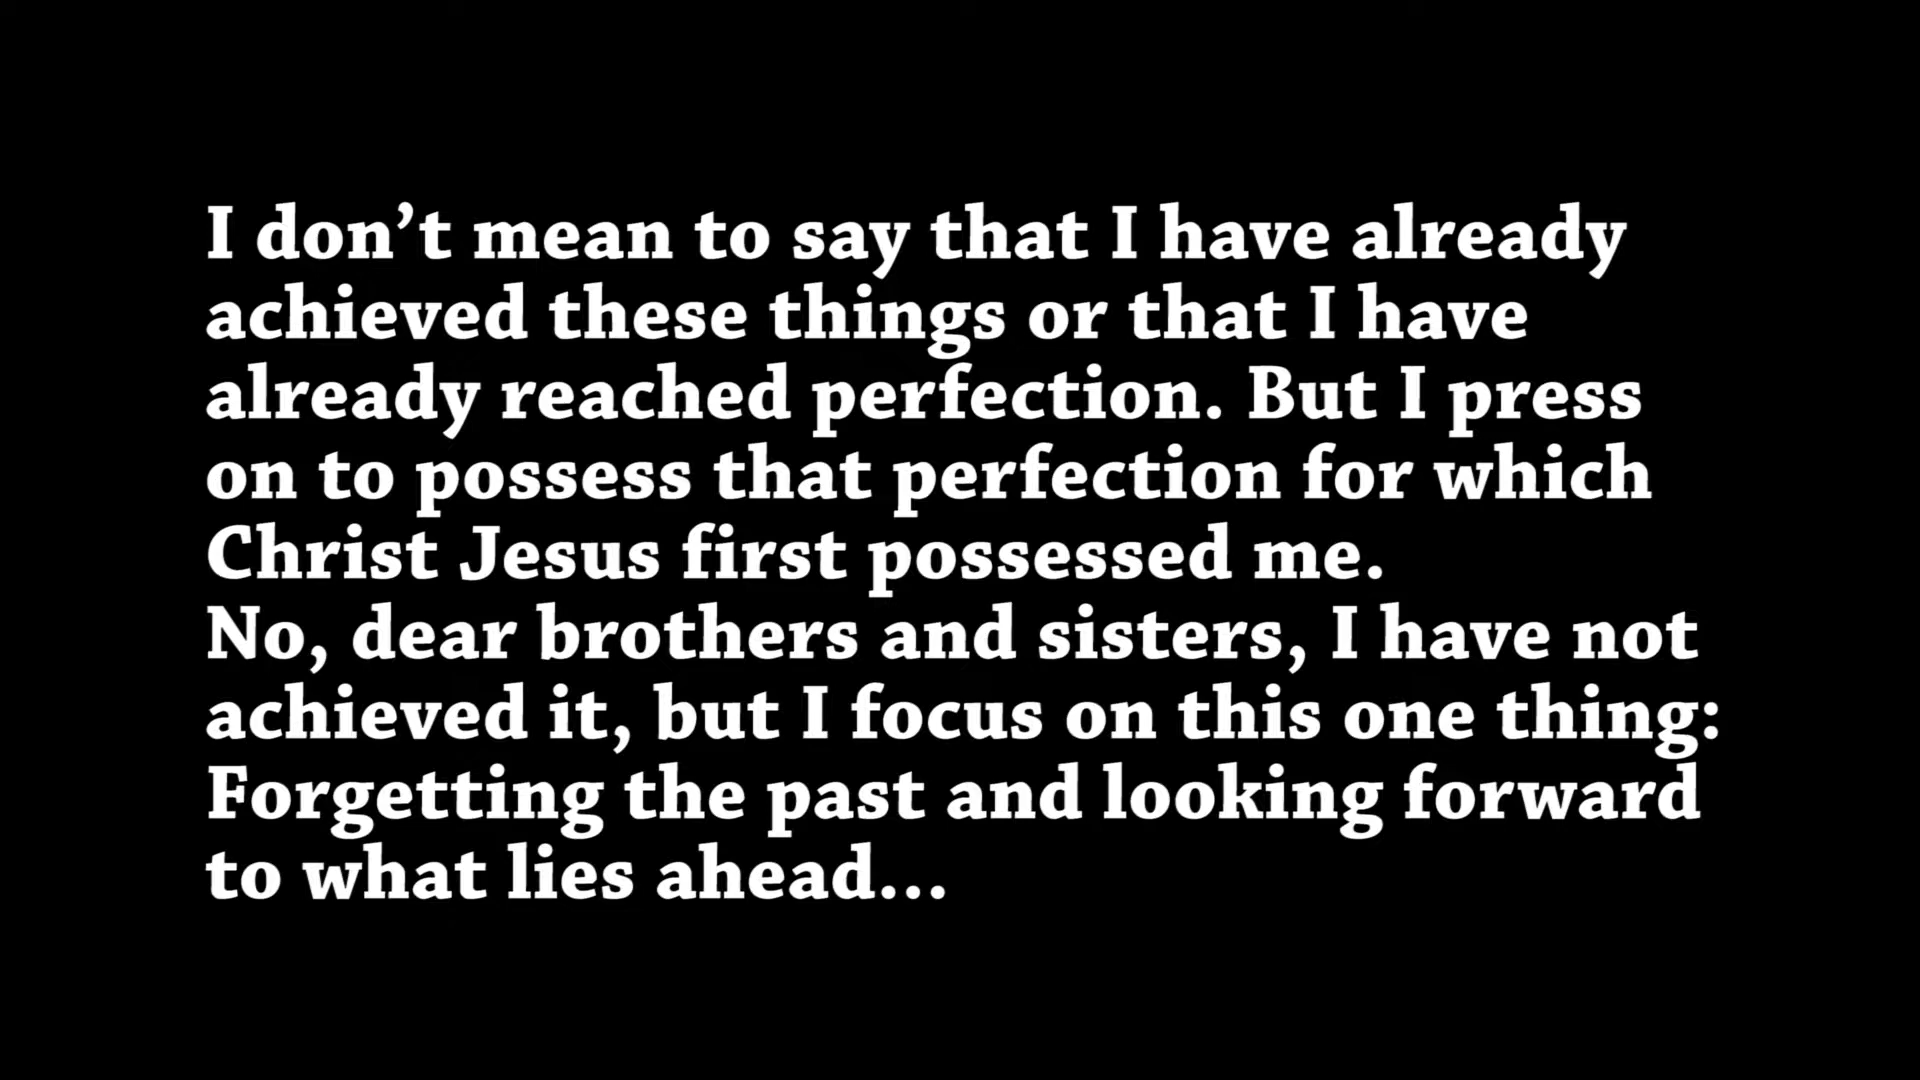 I don’t mean to say that I have already
achieved these things or that I have
already reached perfection. But I press
on to possess that perfection for which
Christ Jesus first possessed me.
No, dear brothers and sisters, I have not
achieved it, but I focus on this one thing:
Forgetting the past and looking forward
to what lies ahead...